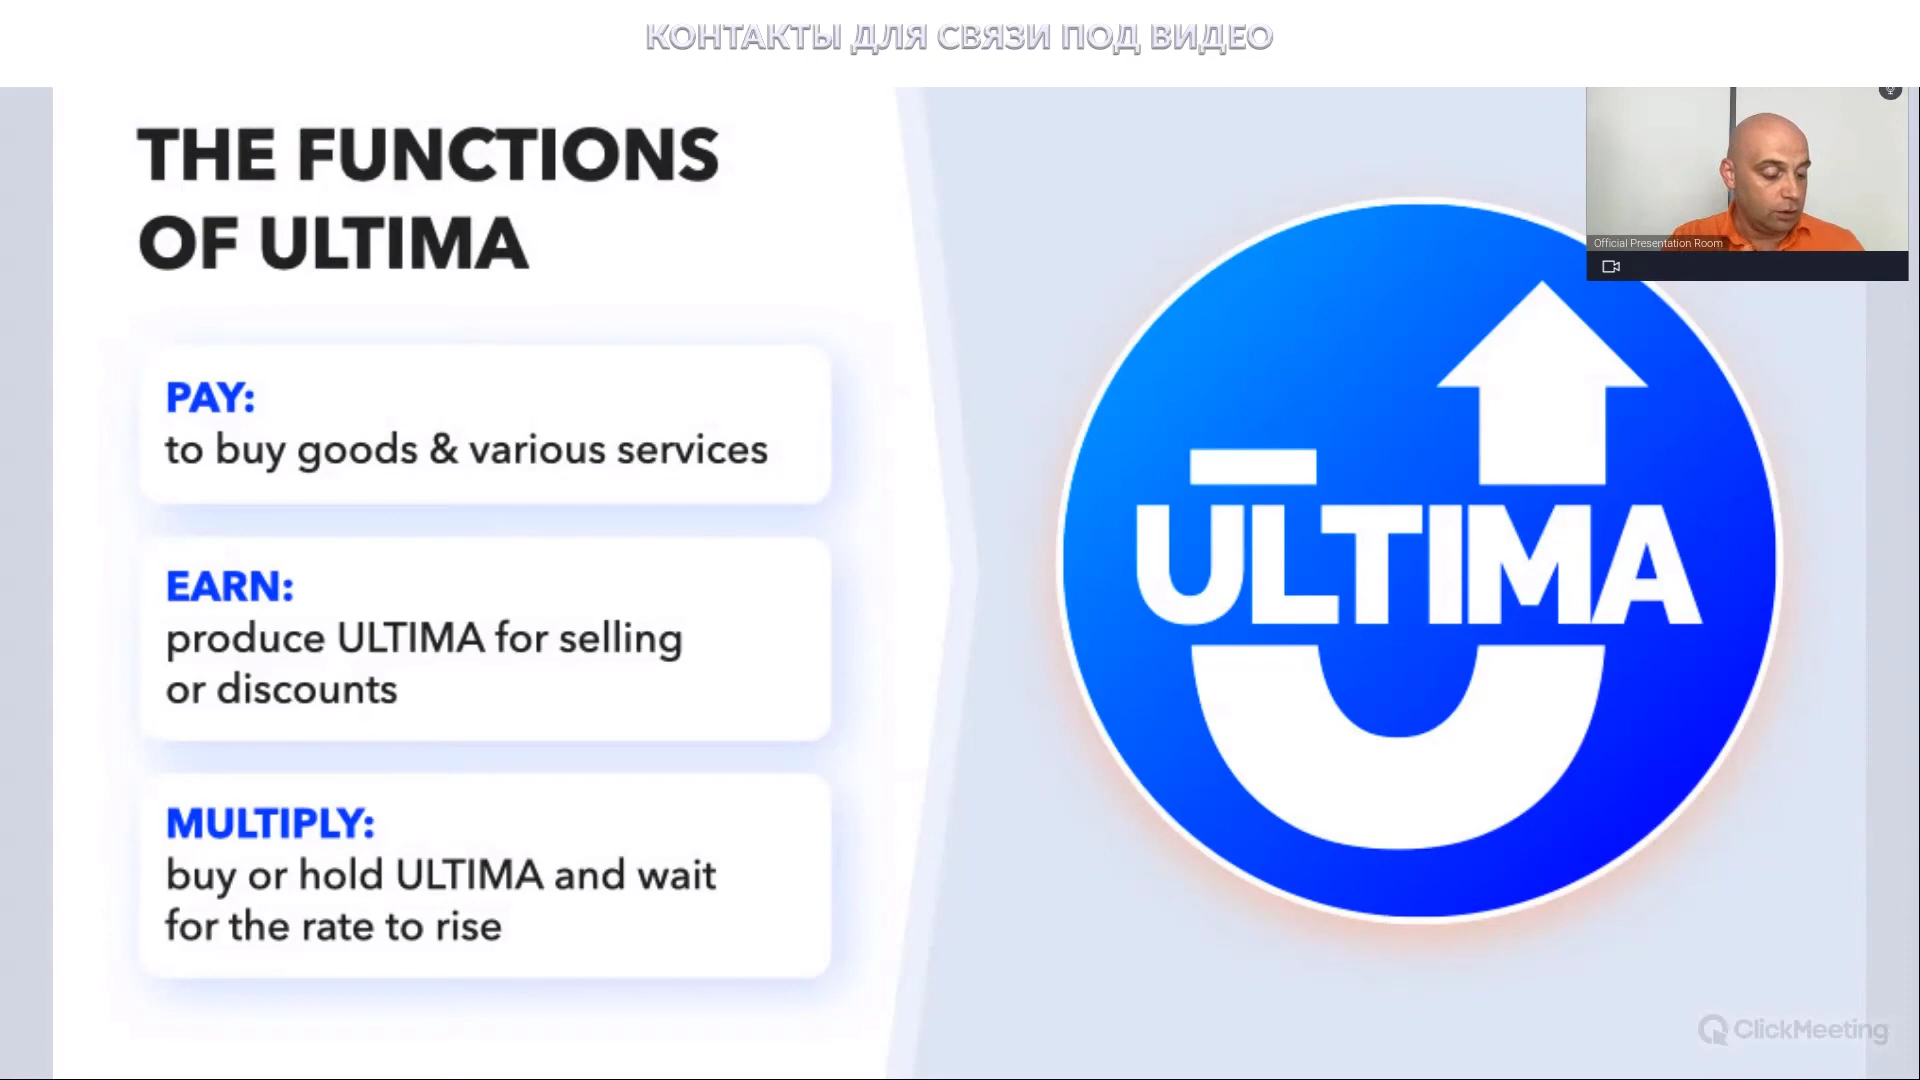 КОНТАКТЫ ДЛЯ СВЯЗИ ПОД ВИДЕО
THE FUNCTIONS
OF ULTIMA
PAY:
to buy goods & various services
EARN:
produce ULTIMA for selling
or discounts
MULTIPLY:
buy or hold ULTIMA and wait
for the rate to rise
Official Presentation Room
ULTIMA
ClickMeeting